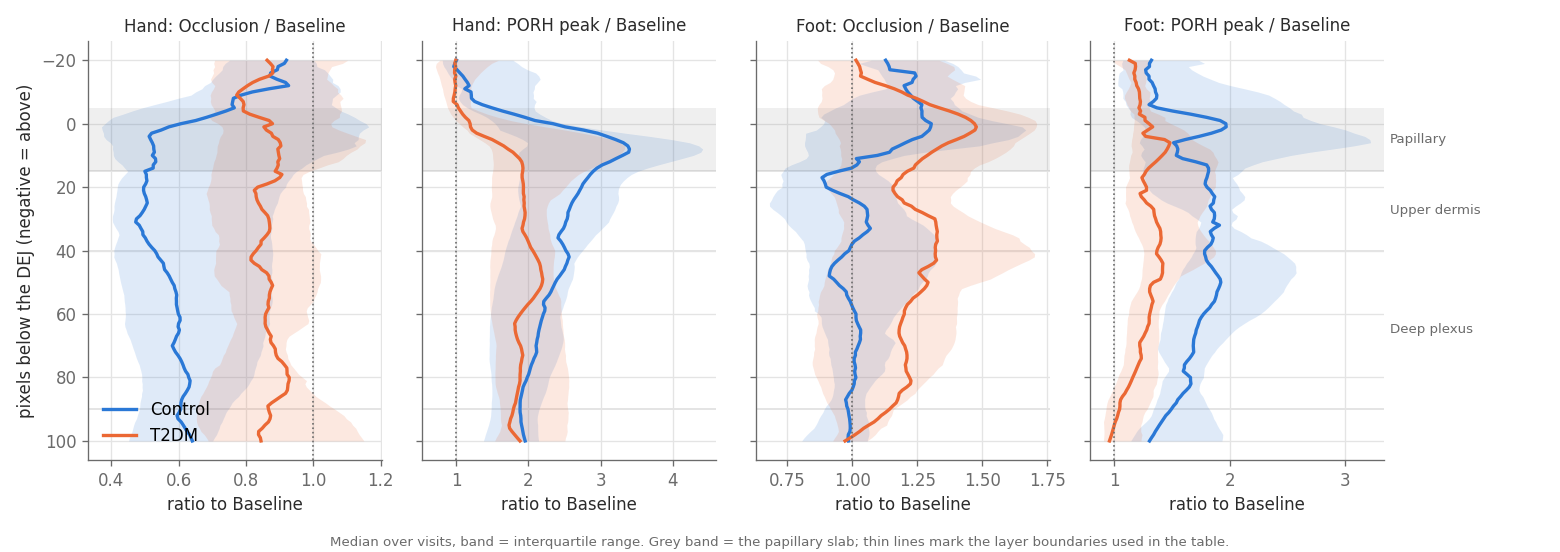 Hand: Occlusion / Baseline
Hand: PORH peak / Baseline
Foot: Occlusion / Baseline
Foot: PORH peak / Baseline
pixels below the DEJ (negative = above)
−20
0
20
40
60
80
100
Papillary
Upper dermis
Deep plexus
Control
T2DM
0.4 0.6 0.8 1.0 1.2
1 2 3 4
0.75 1.00 1.25 1.50 1.75
1 2 3
ratio to Baseline
ratio to Baseline
ratio to Baseline
ratio to Baseline
Median over visits, band = interquartile range. Grey band = the papillary slab; thin lines mark the layer boundaries used in the table.